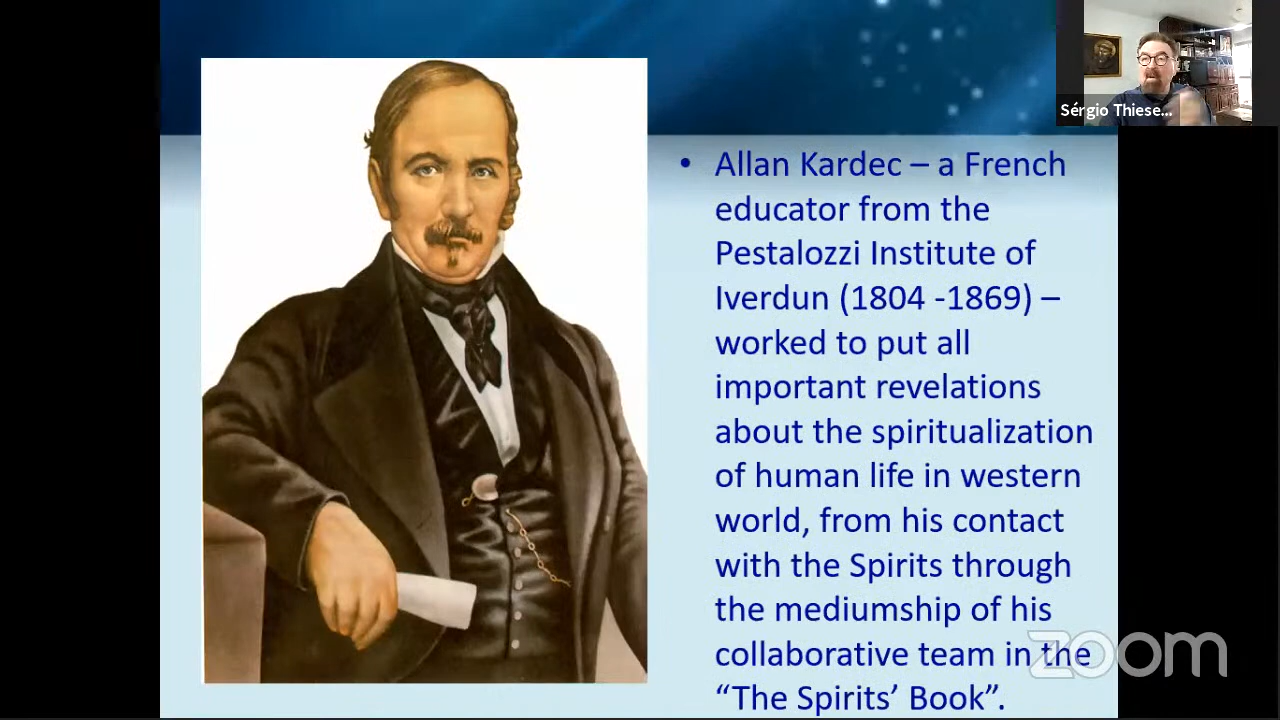 Sérgio Thiese...
• Allan Kardec – a French
educator from the
Pestalozzi Institute of
Iverdun (1804 -1869) –
worked to put all
important revelations
about the spiritualization
of human life in western
world, from his contact
with the Spirits through
the mediumship of his
collaborative team in the
“The Spirits’ Book”.
zoom